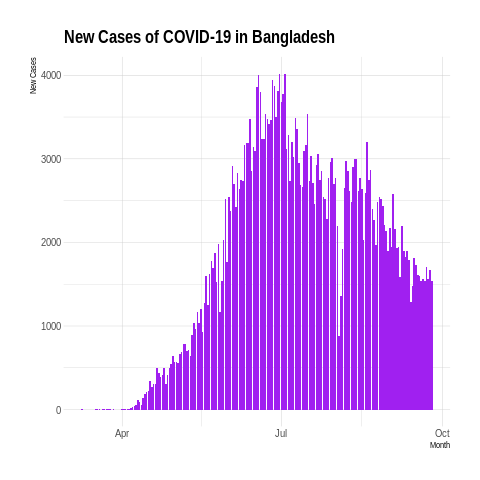 New Cases of COVID-19 in Bangladesh
New Cases
4000
3000
2000
1000
0
Apr
Jul
Oct
Month